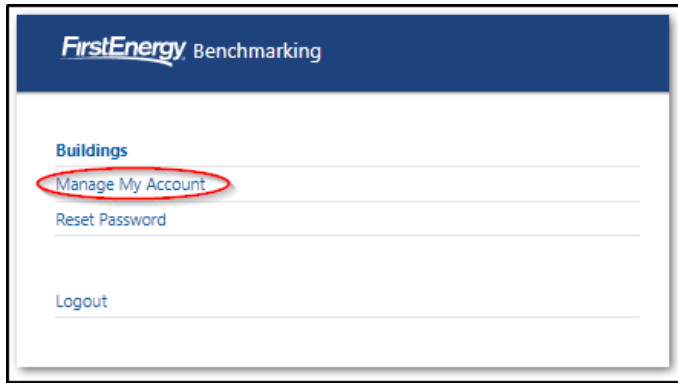 FirstEnergy Benchmarking
Buildings
Manage My Account
Reset Password
Logout